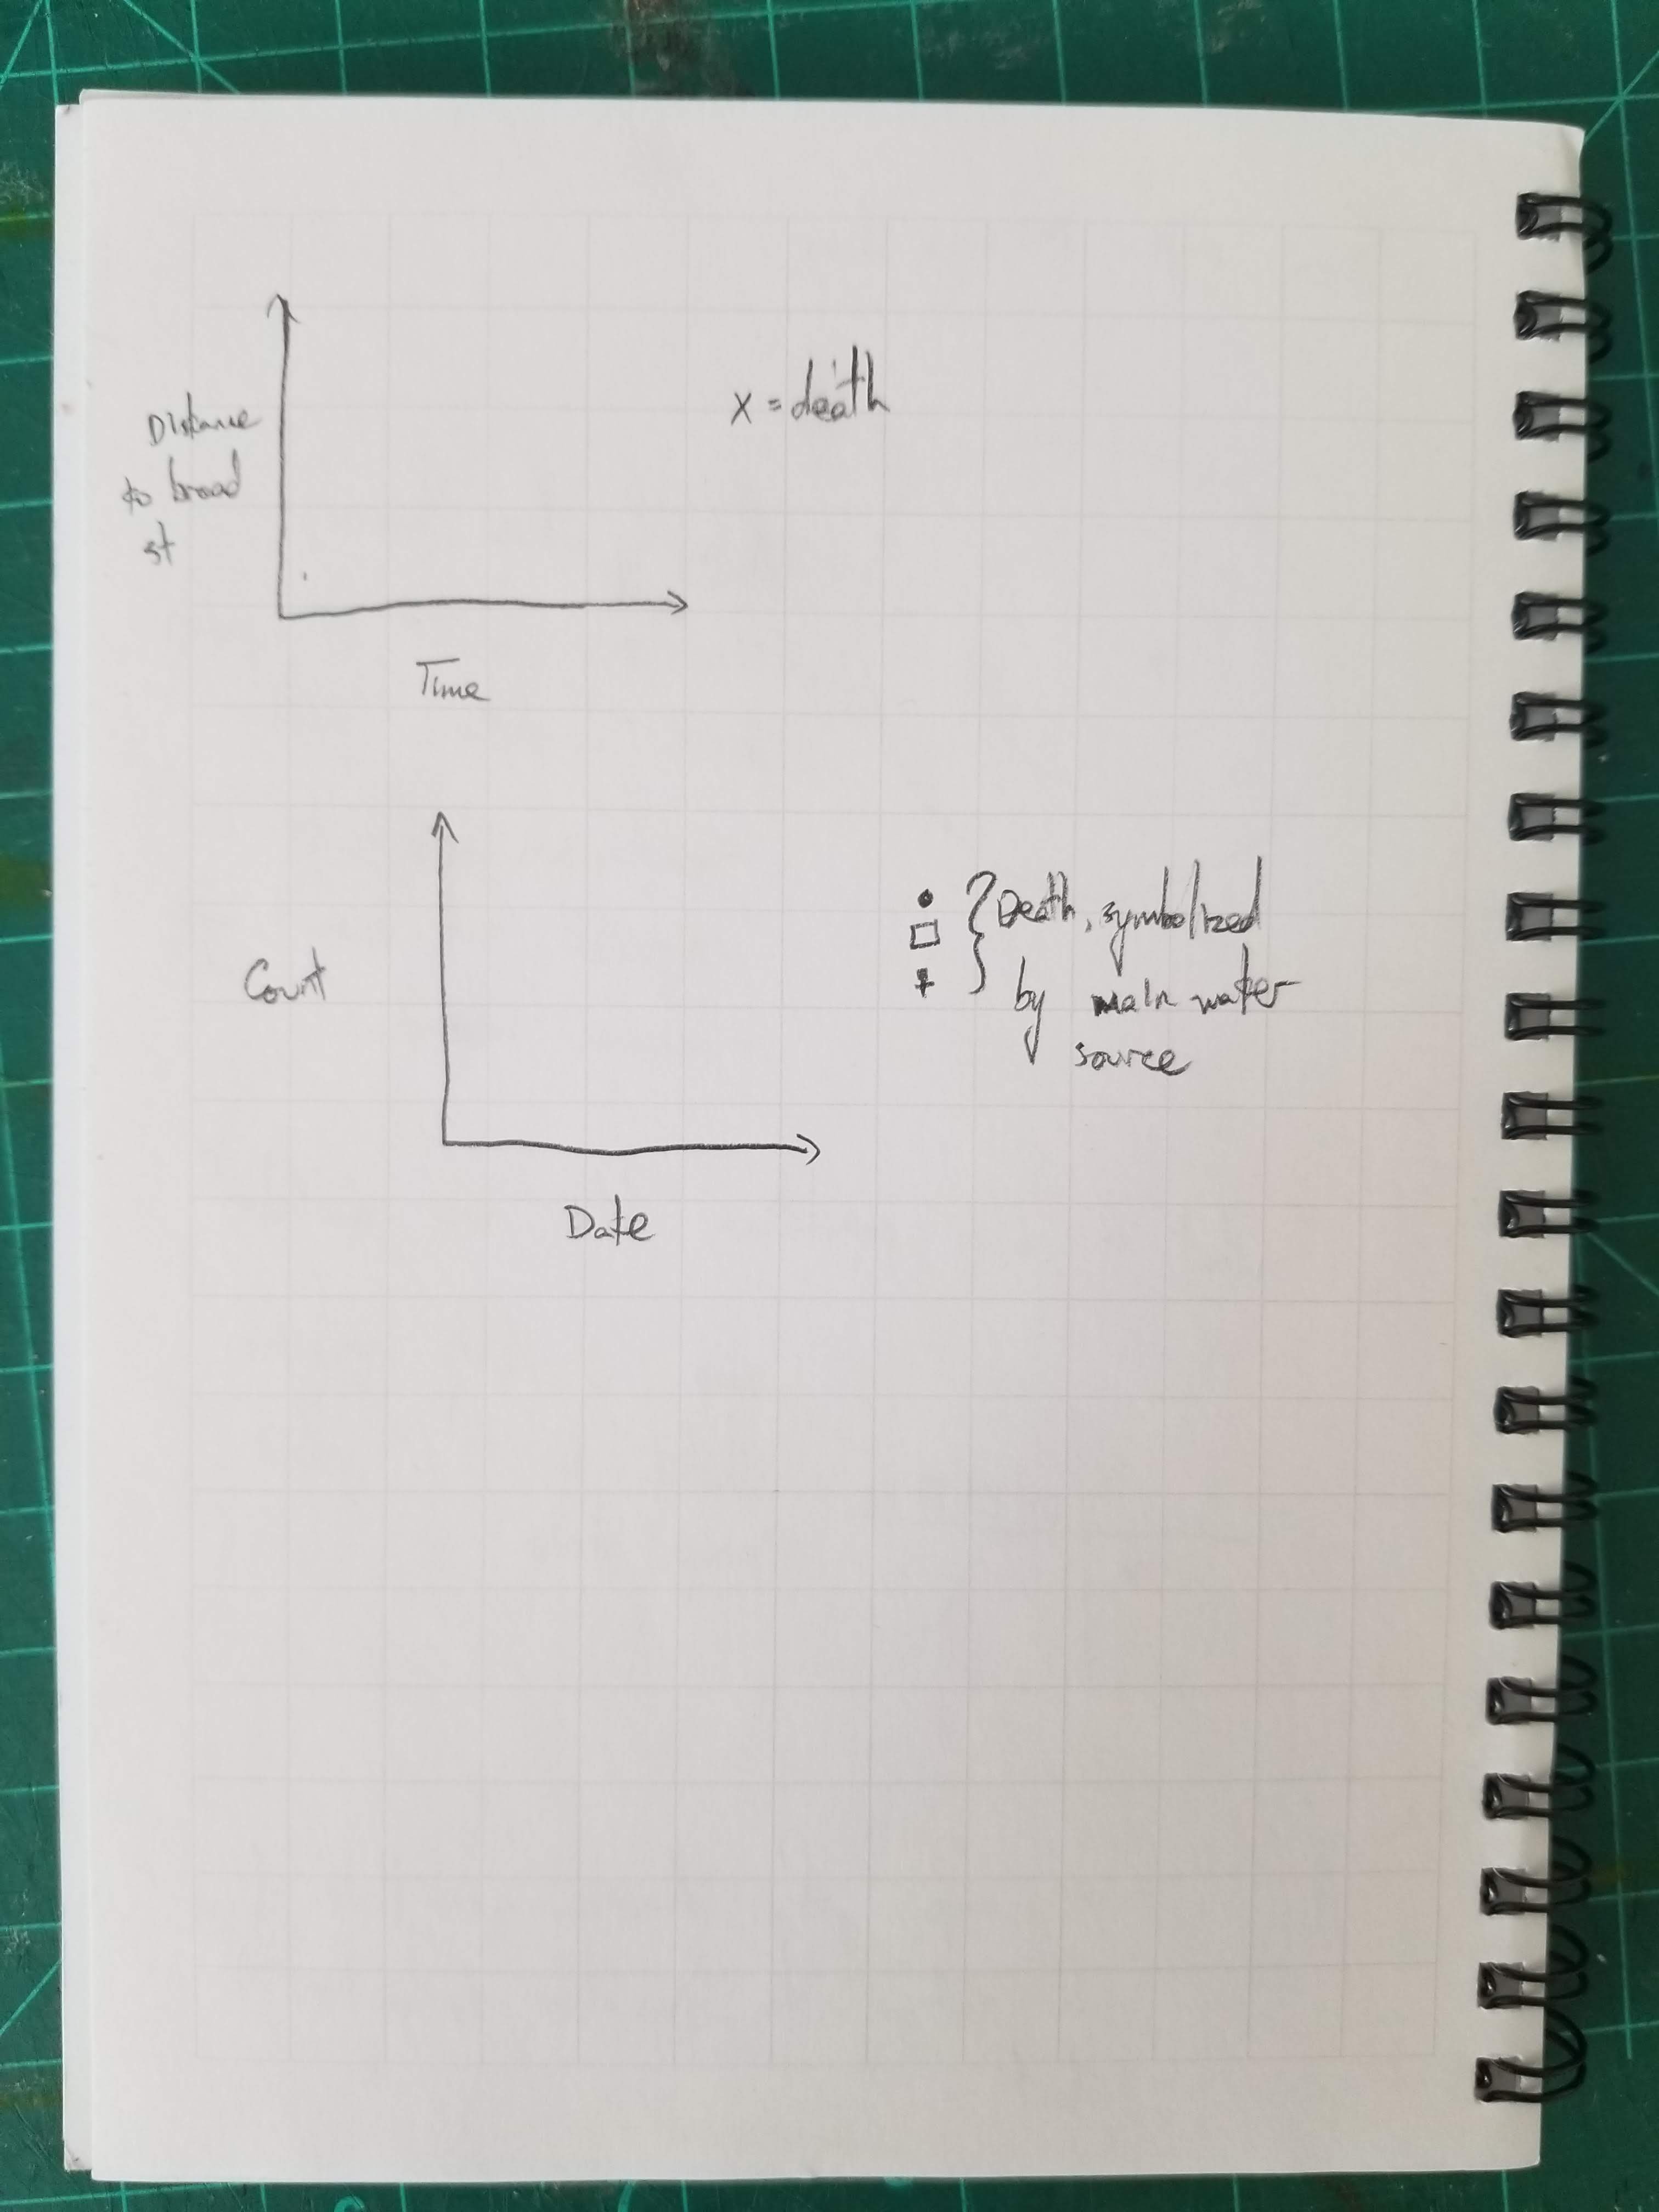 Distance
to broad
st
x = death
Time
Count
Death, symbolized
by main water
source
Date